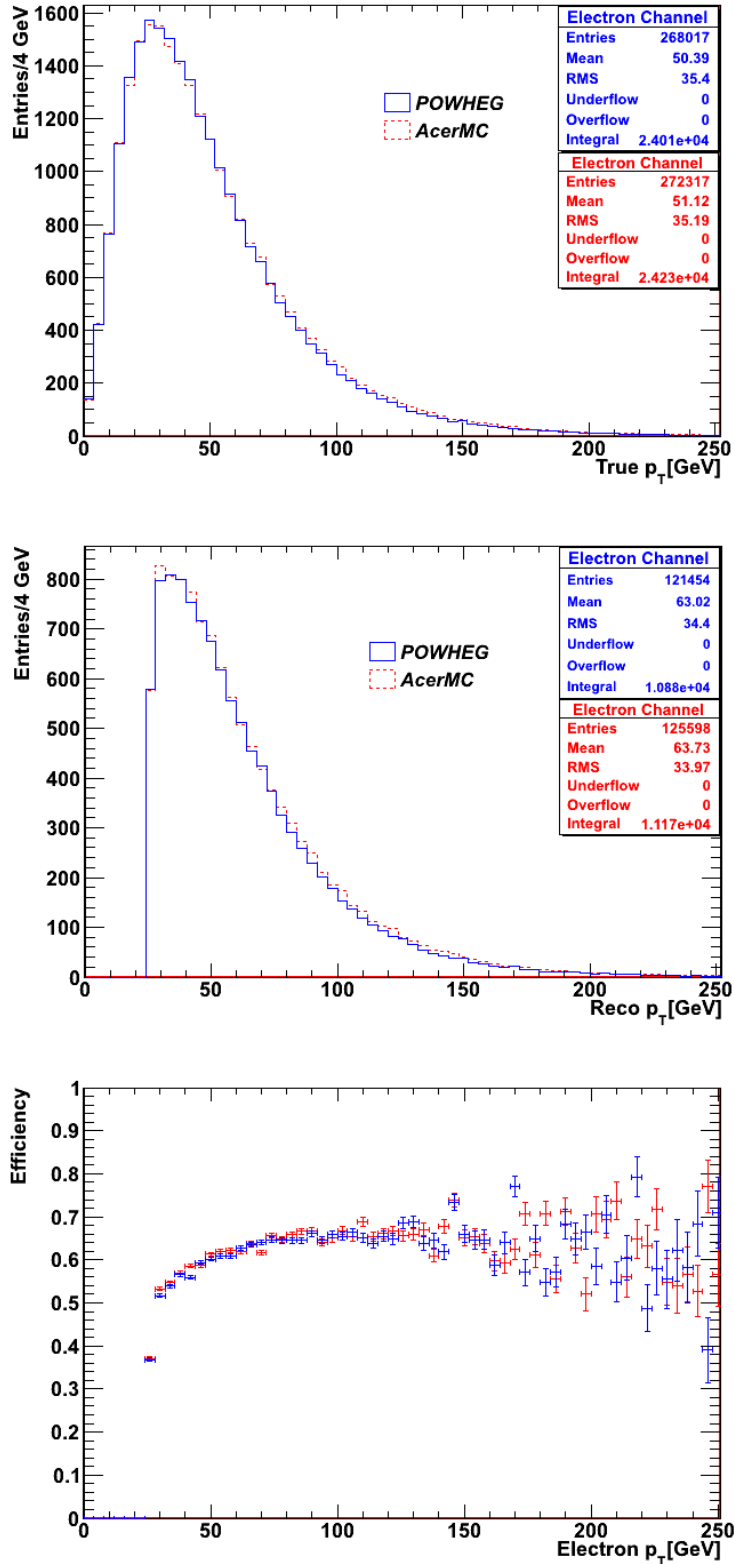 Entries/4 GeV
1600
1400
1200
1000
800
600
400
200
0
0 50 100 150 200 250
True p_T[GeV]
POWHEG
AcerMC
Electron Channel
Entries 268017
Mean 50.39
RMS 35.4
Underflow 0
Overflow 0
Integral 2.401e+04
Electron Channel
Entries 272317
Mean 51.12
RMS 35.19
Underflow 0
Overflow 0
Integral 2.423e+04
Entries/4 GeV
800
700
600
500
400
300
200
100
0
0 50 100 150 200 250
Reco p_T[GeV]
POWHEG
AcerMC
Electron Channel
Entries 121454
Mean 63.02
RMS 34.4
Underflow 0
Overflow 0
Integral 1.088e+04
Electron Channel
Entries 125598
Mean 63.73
RMS 33.97
Underflow 0
Overflow 0
Integral 1.117e+04
Efficiency
1
0.9
0.8
0.7
0.6
0.5
0.4
0.3
0.2
0.1
0
0 50 100 150 200 250
Electron p_T[GeV]